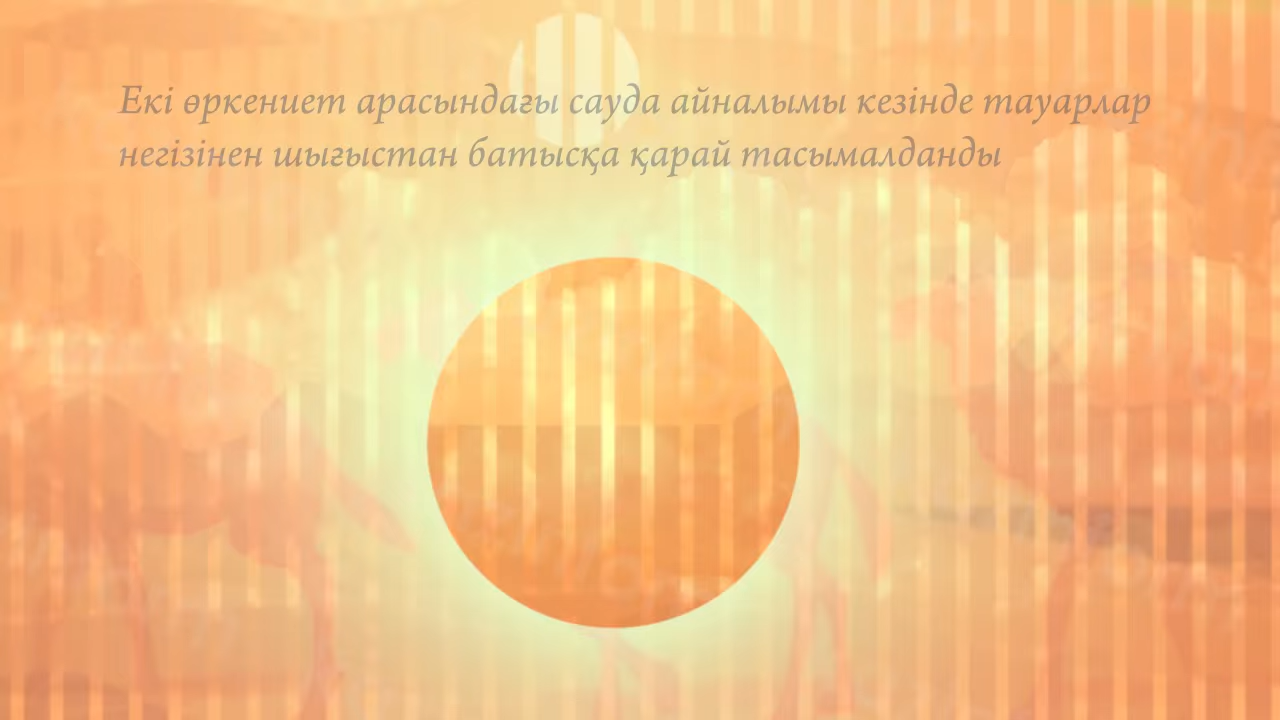 Екі өркениет арасындағы сауда айналымы кезінде тауарлар
негізінен шығыстан батысқа қарай тасымалданды